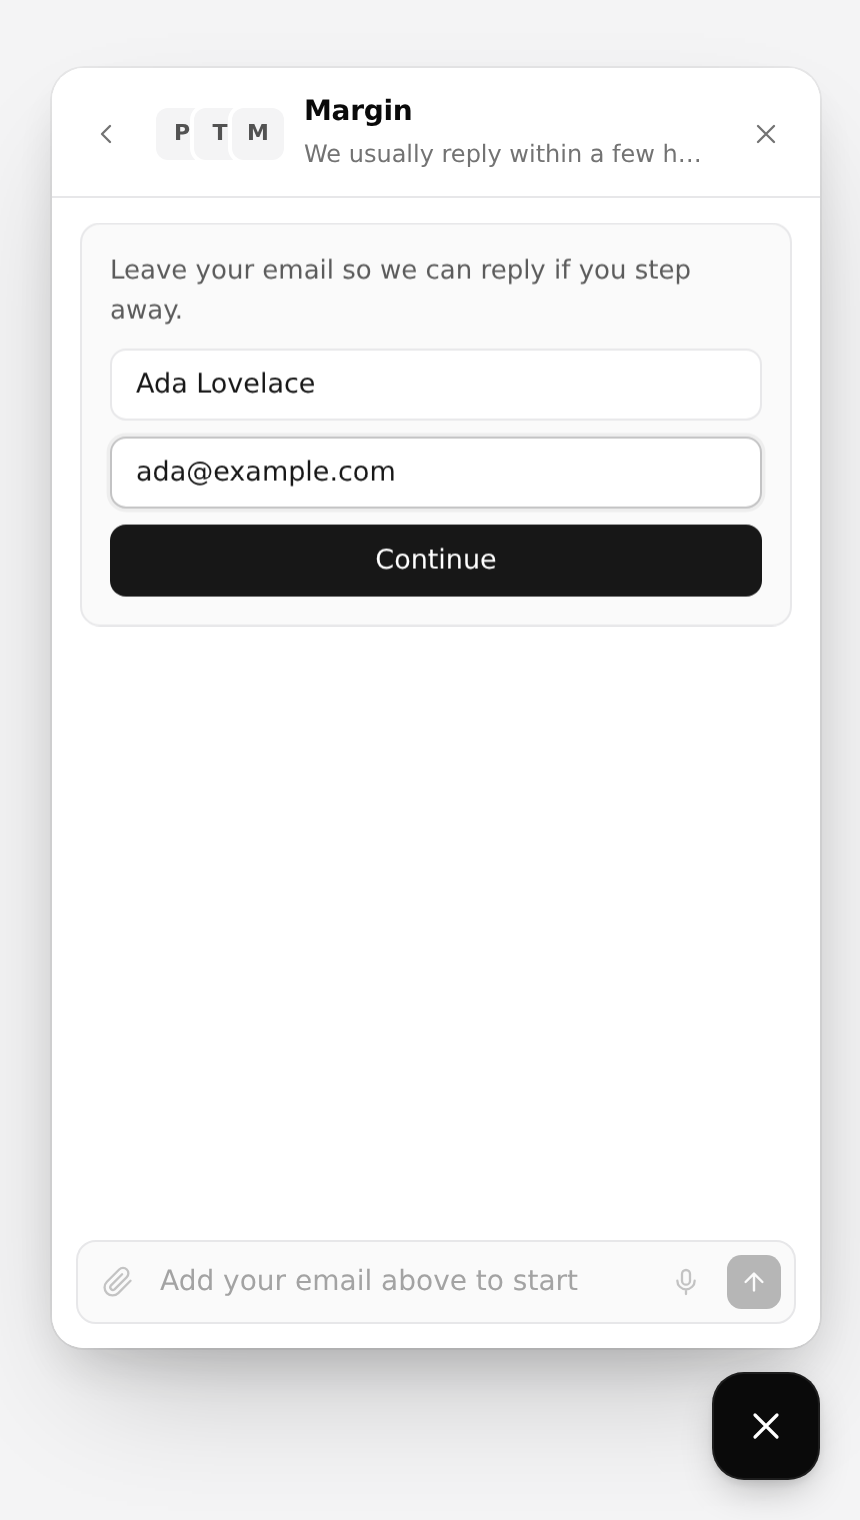 P T M
Margin
We usually reply within a few h...
Leave your email so we can reply if you step
away.
Ada Lovelace
ada@example.com
Continue
Add your email above to start